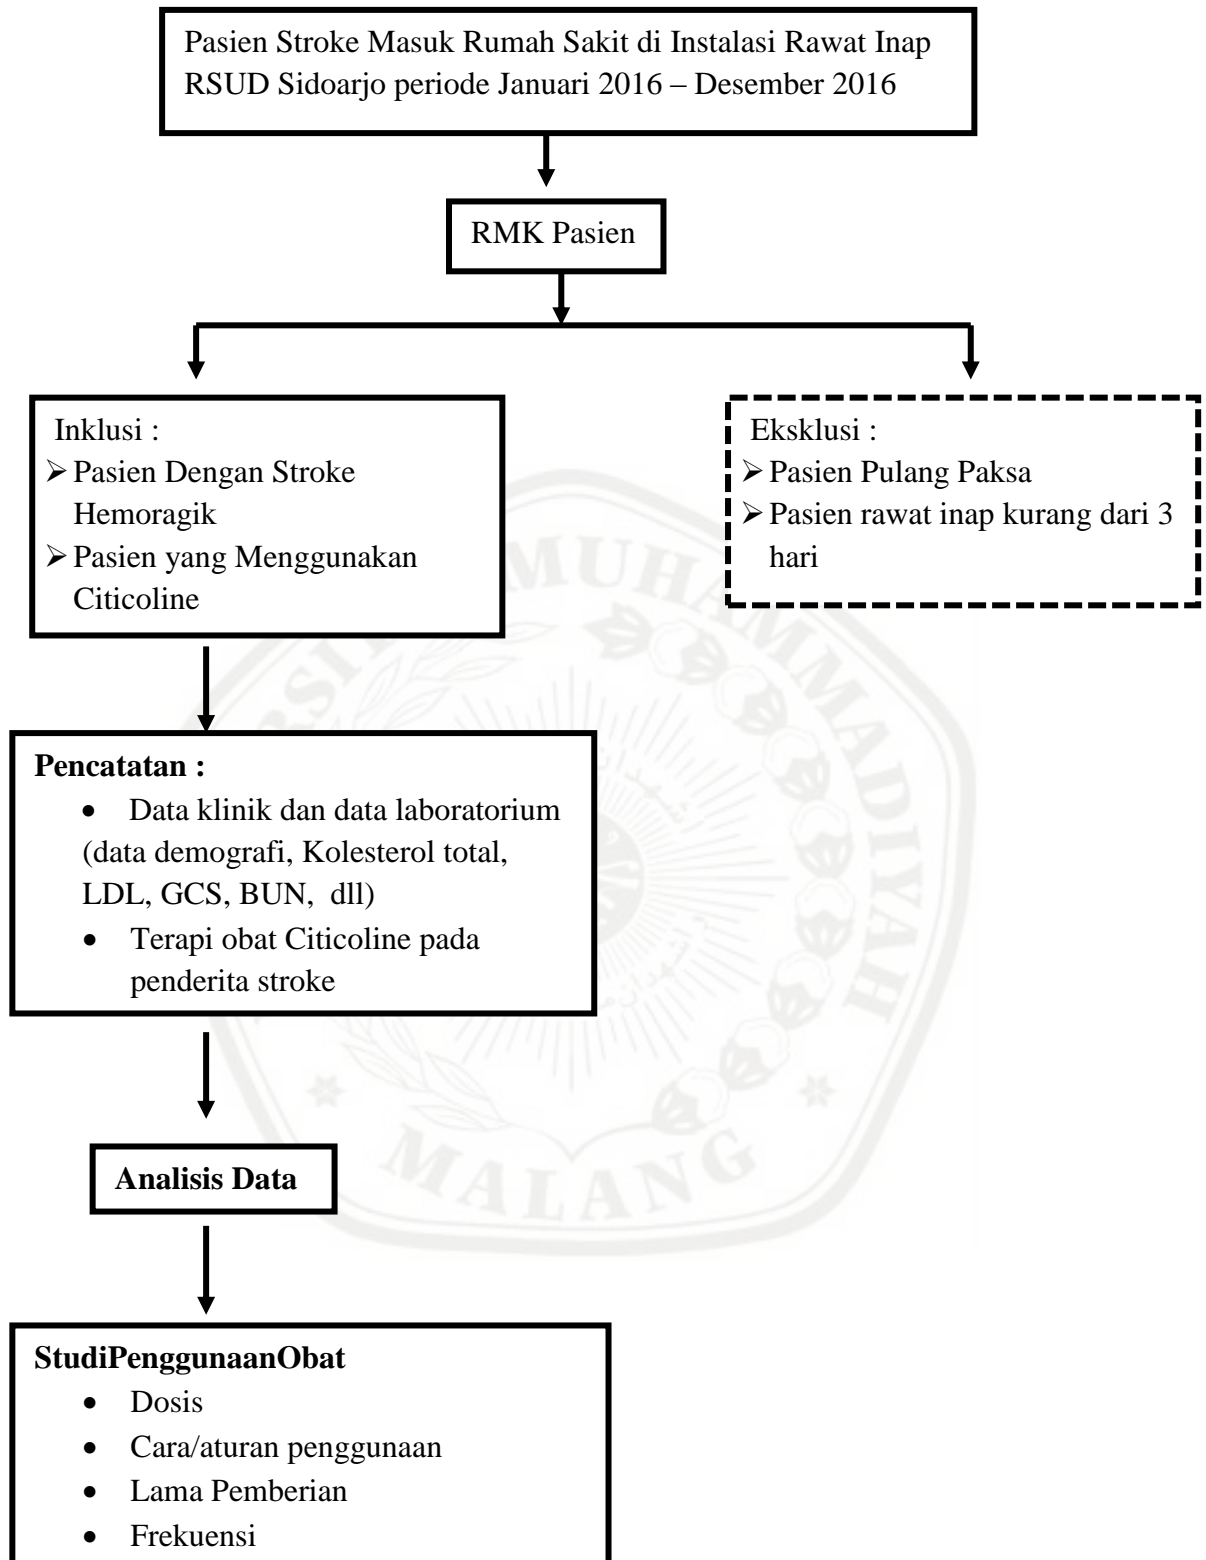 Pasien Stroke Masuk Rumah Sakit di Instalasi Rawat Inap
RSUD Sidoarjo periode Januari 2016 – Desember 2016
RMK Pasien
Inklusi :
➢ Pasien Dengan Stroke
Hemoragik
➢ Pasien yang Menggunakan
Citicoline
Eksklusi :
➢ Pasien Pulang Paksa
➢ Pasien rawat inap kurang dari 3
hari
Pencatatan :
• Data klinik dan data laboratorium
(data demografi, Kolesterol total,
LDL, GCS, BUN, dll)
• Terapi obat Citicoline pada
penderita stroke
Analisis Data
StudiPenggunaanObat
• Dosis
• Cara/aturan penggunaan
• Lama Pemberian
• Frekuensi
MUHAMMADIYAH
MALANG